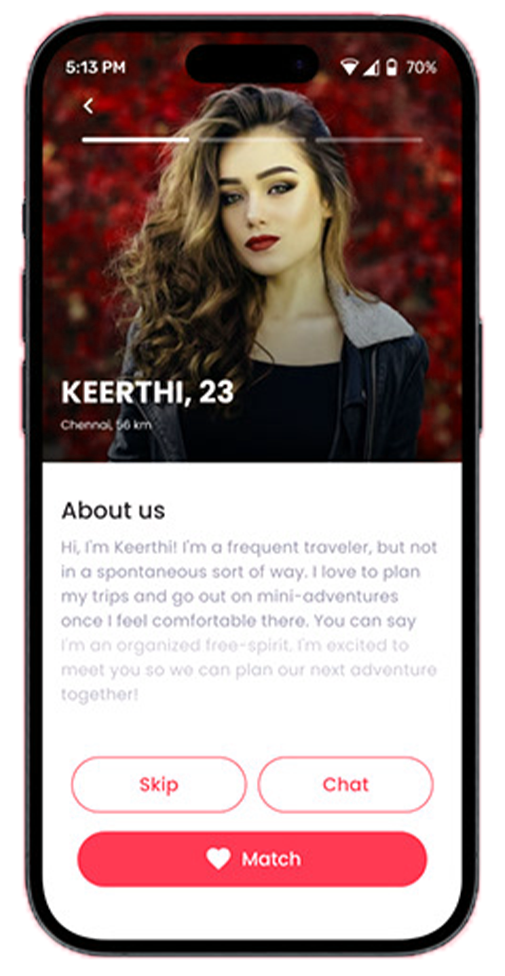 5:13 PM 70%
KEERTHI, 23
Chennai, 56 km
About us
Hi, I'm Keerthi! I'm a frequent traveler, but not
in a spontaneous sort of way. I love to plan
my trips and go out on mini-adventures
once I feel comfortable there. You can say
I'm an organized free-spirit. I'm excited to
meet you so we can plan our next adventure
together!
Skip Chat
Match